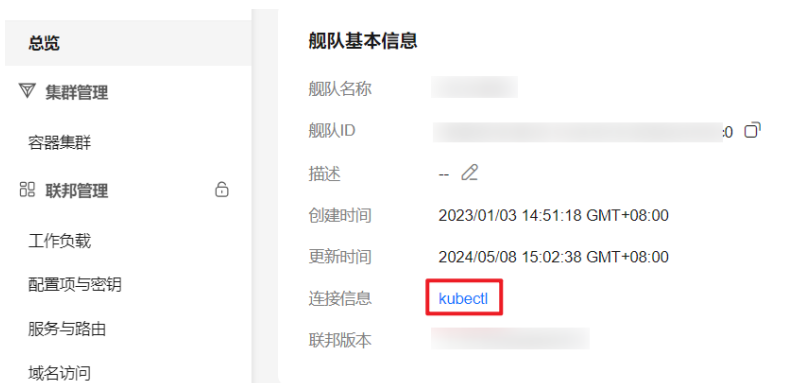 总览
集群管理
容器集群
联邦管理
工作负载
配置项与密钥
服务与路由
域名访问
舰队基本信息
舰队名称
舰队ID :0
描述 --
创建时间 2023/01/03 14:51:18 GMT+08:00
更新时间 2024/05/08 15:02:38 GMT+08:00
连接信息 kubectl
联邦版本